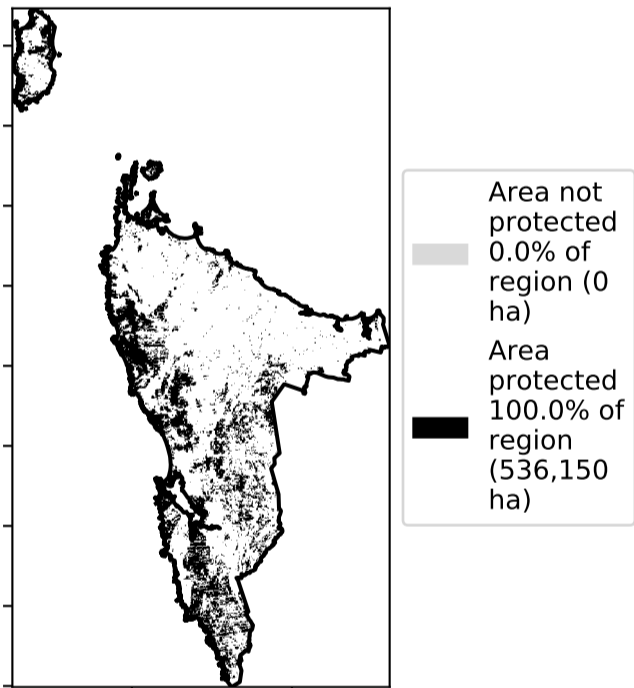 Area not
protected
0.0% of
region (0
ha)
Area
protected
100.0% of
region
(536,150
ha)